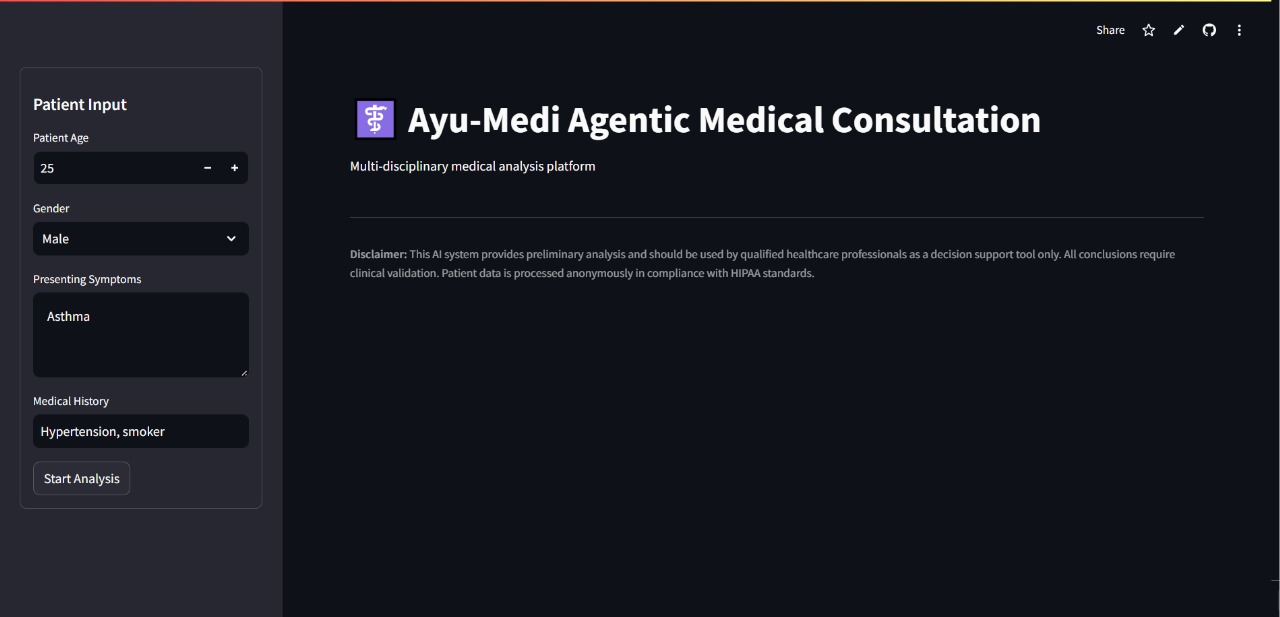 Share
Patient Input
Patient Age
25
Gender
Male
Presenting Symptoms
Asthma
Medical History
Hypertension, smoker
Start Analysis
Ayu-Medi Agentic Medical Consultation
Multi-disciplinary medical analysis platform
Disclaimer: This AI system provides preliminary analysis and should be used by qualified healthcare professionals as a decision support tool only. All conclusions require
clinical validation. Patient data is processed anonymously in compliance with HIPAA standards.